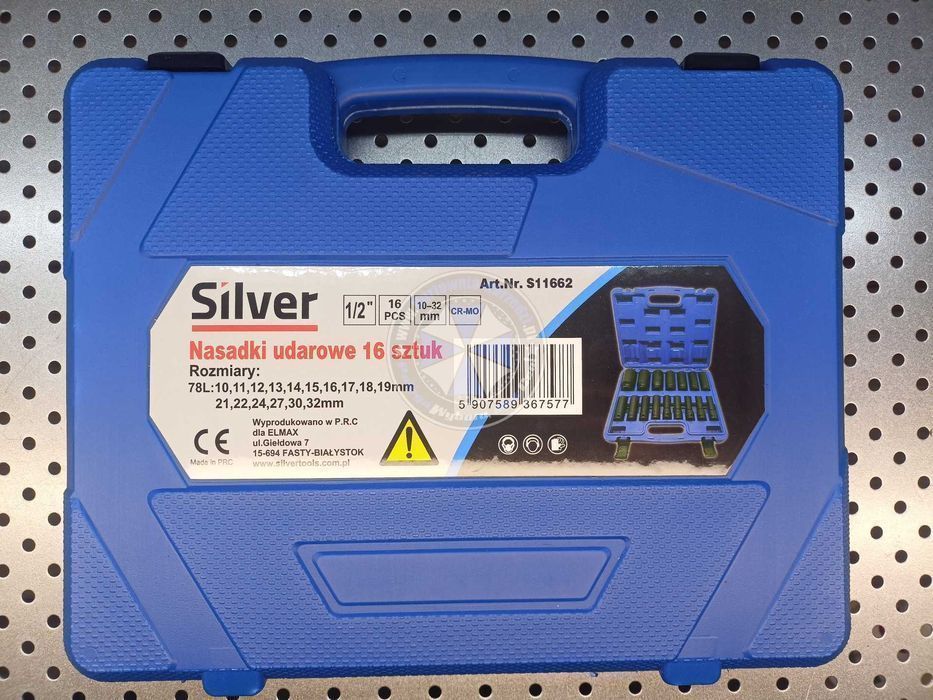 Silver
1/2"
16 PCS
10-32 mm
CR-MO
Art.Nr. S11662
Nasadki udarowe 16 sztuk
Rozmiary:
78L:10,11,12,13,14,15,16,17,18,19mm
21,22,24,27,30,32mm
5 907589 367577
CE
Made in PRC
Wyprodukowano w P.R.C
dla ELMAX
ul.Giełdowa 7
15-694 FASTY-BIAŁYSTOK
www.silvertools.com.pl